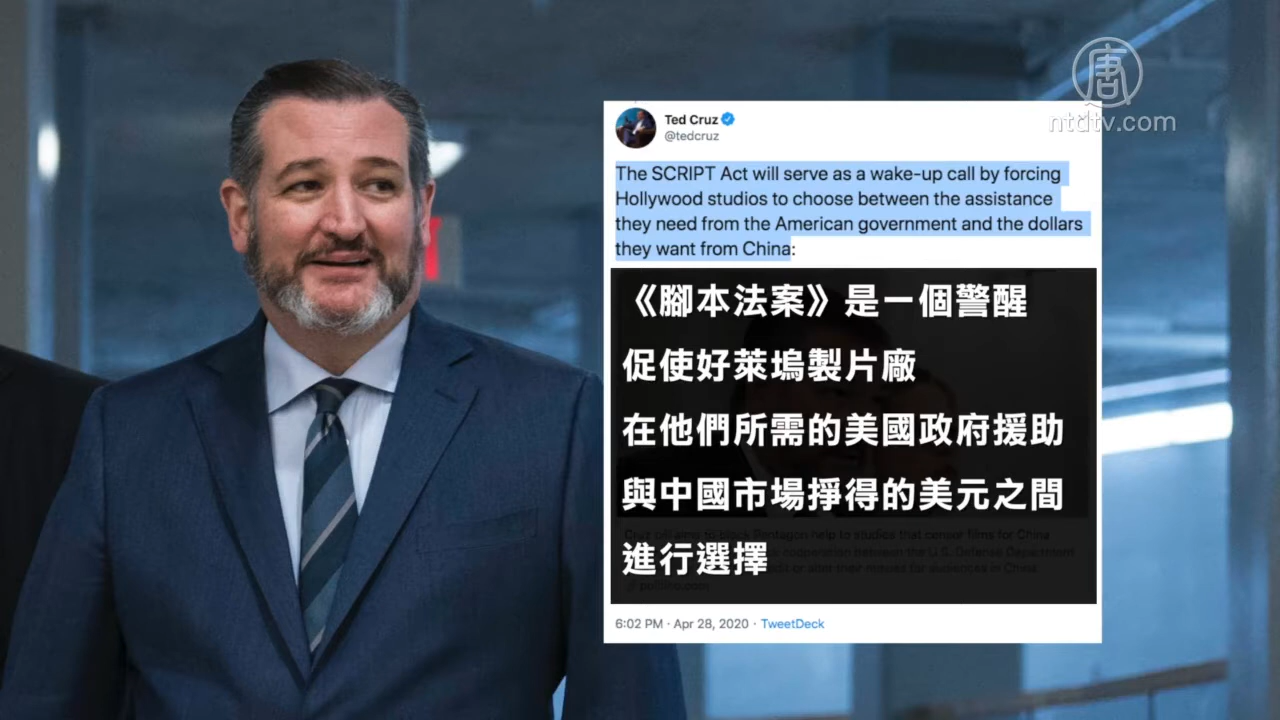 唐
ntdtv.com
Ted Cruz
@tedcruz
The SCRIPT Act will serve as a wake-up call by forcing
Hollywood studios to choose between the assistance
they need from the American government and the dollars
they want from China:
《腳本法案》是一個警醒
促使好萊塢製片廠
在他們所需的美國政府援助
與中國市場掙得的美元之間
進行選擇
6:02 PM · Apr 28, 2020 · TweetDeck